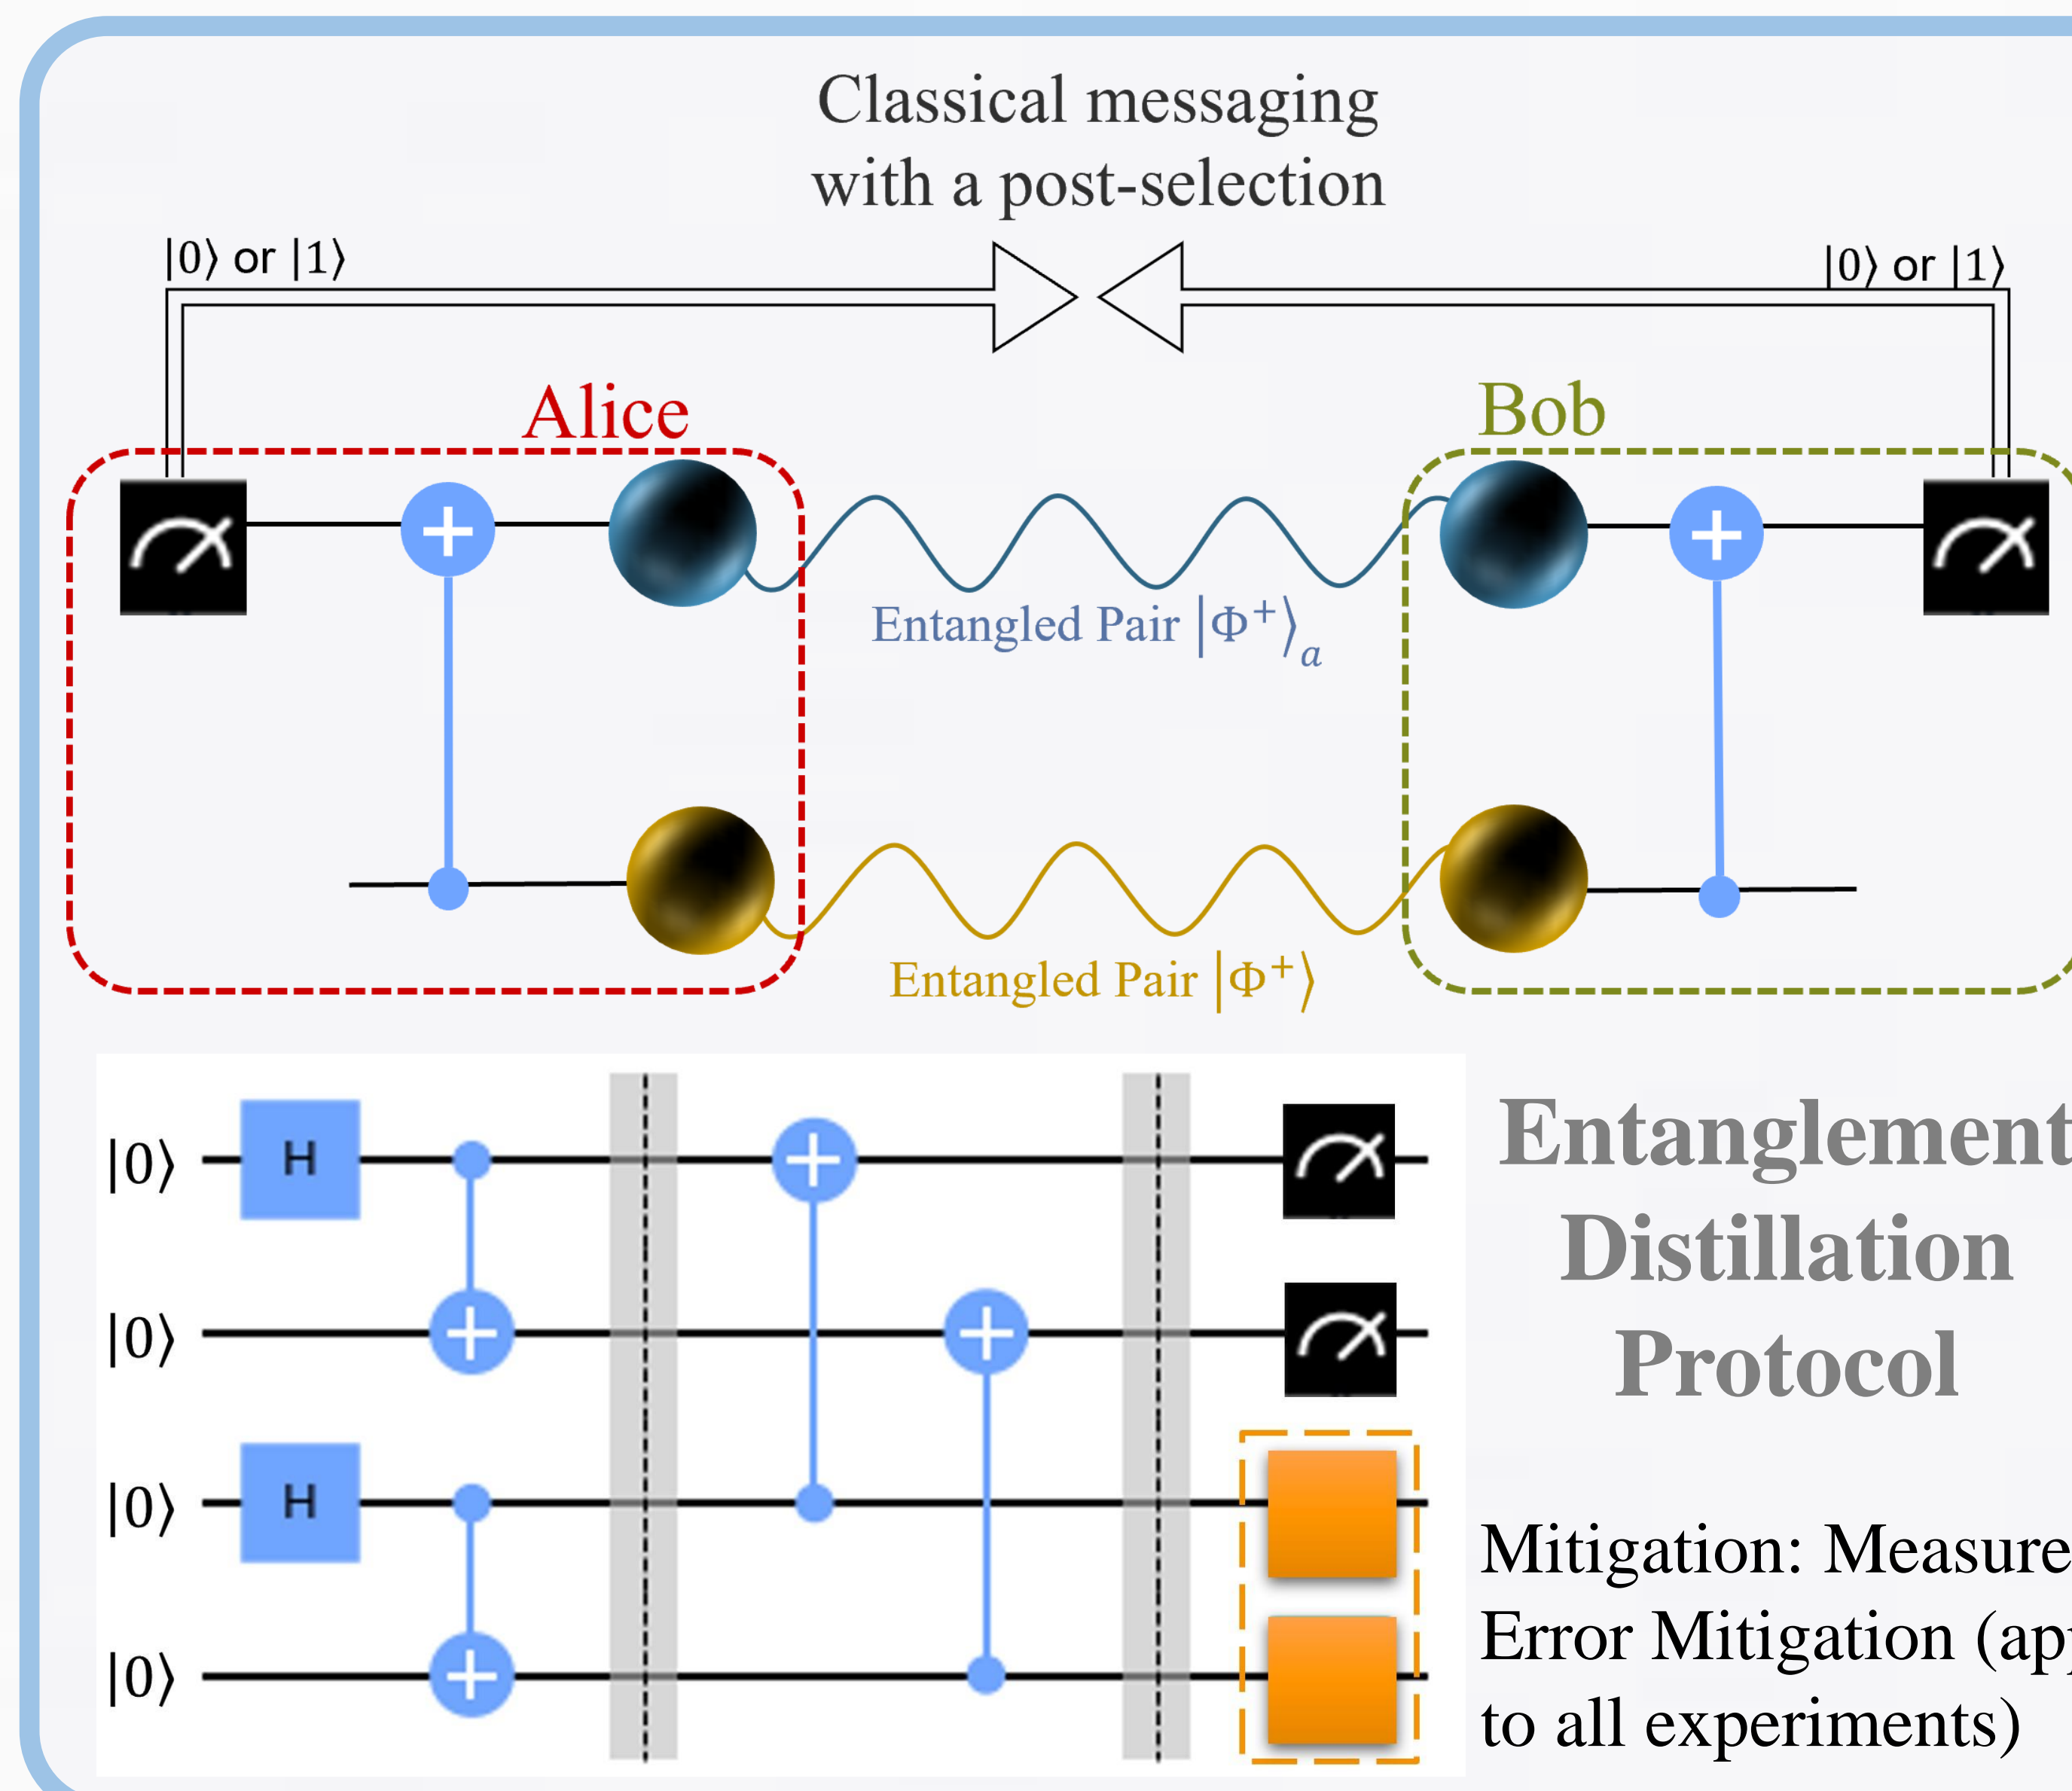 Classical messaging
with a post-selection
|0⟩ or |1⟩
|0⟩ or |1⟩
Alice
Bob
Entangled Pair |Φ⁺⟩ₐ
Entangled Pair |Φ⁺⟩
|0⟩ H
|0⟩
|0⟩ H
|0⟩
Entanglement
Distillation
Protocol
Mitigation: Measure
Error Mitigation (ap
to all experiments)